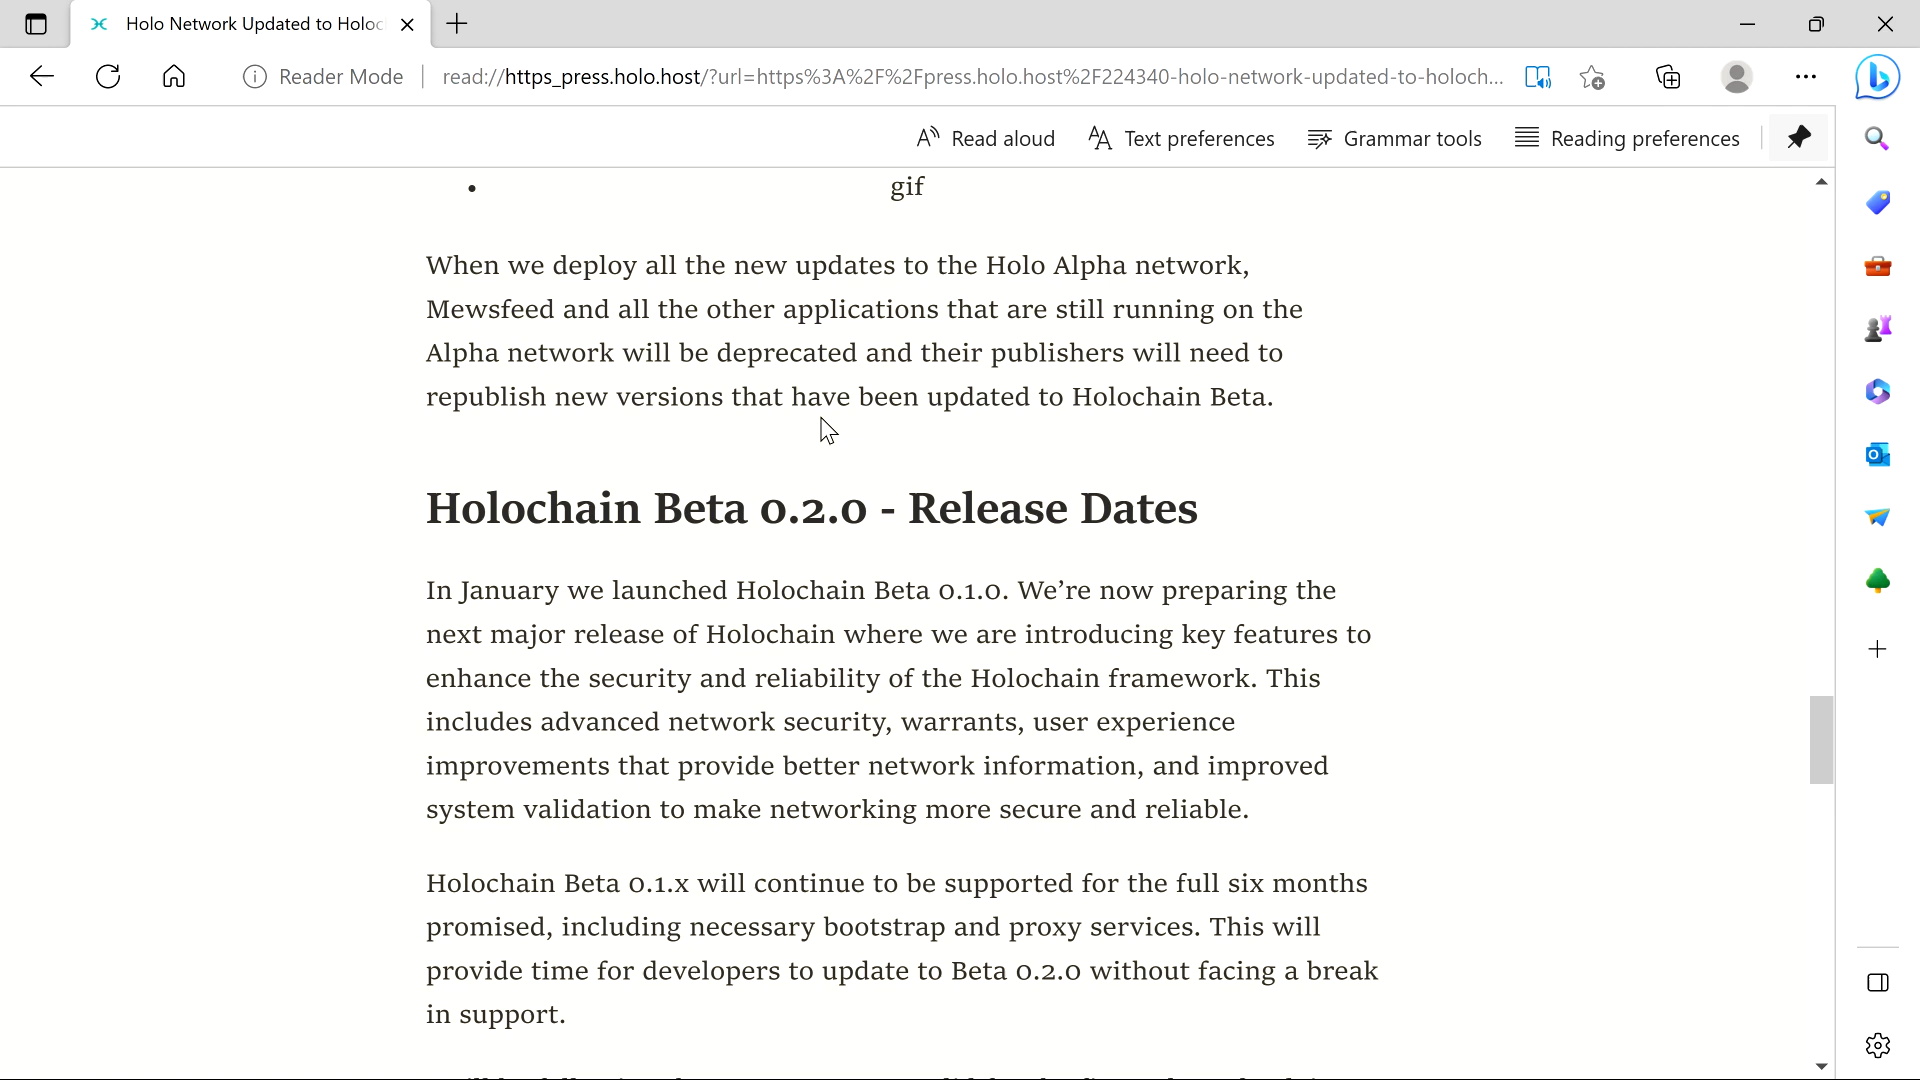 Holo Network Updated to Holoc
Reader Mode
read://https_press.holo.host/?url=https%3A%2F%2Fpress.holo.host%2F224340-holo-network-updated-to-holoch...
Read aloud
Text preferences
Grammar tools
Reading preferences
• gif
When we deploy all the new updates to the Holo Alpha network,
Mewsfeed and all the other applications that are still running on the
Alpha network will be deprecated and their publishers will need to
republish new versions that have been updated to Holochain Beta.
Holochain Beta 0.2.0 - Release Dates
In January we launched Holochain Beta 0.1.0. We’re now preparing the
next major release of Holochain where we are introducing key features to
enhance the security and reliability of the Holochain framework. This
includes advanced network security, warrants, user experience
improvements that provide better network information, and improved
system validation to make networking more secure and reliable.
Holochain Beta 0.1.x will continue to be supported for the full six months
promised, including necessary bootstrap and proxy services. This will
provide time for developers to update to Beta 0.2.0 without facing a break
in support.